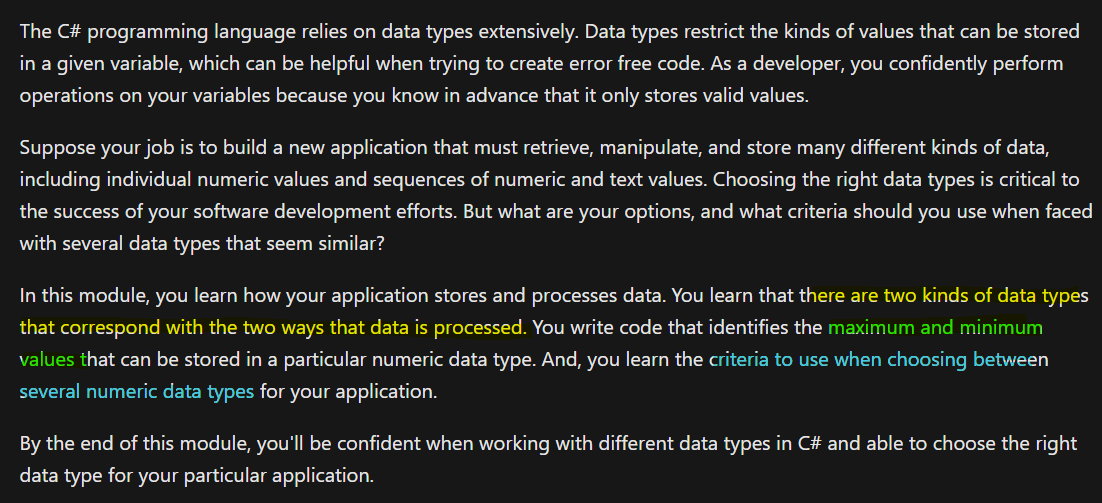 The C# programming language relies on data types extensively. Data types restrict the kinds of values that can be stored
in a given variable, which can be helpful when trying to create error free code. As a developer, you confidently perform
operations on your variables because you know in advance that it only stores valid values.
Suppose your job is to build a new application that must retrieve, manipulate, and store many different kinds of data,
including individual numeric values and sequences of numeric and text values. Choosing the right data types is critical to
the success of your software development efforts. But what are your options, and what criteria should you use when faced
with several data types that seem similar?
In this module, you learn how your application stores and processes data. You learn that there are two kinds of data types
that correspond with the two ways that data is processed. You write code that identifies the maximum and minimum
values that can be stored in a particular numeric data type. And, you learn the criteria to use when choosing between
several numeric data types for your application.
By the end of this module, you'll be confident when working with different data types in C# and able to choose the right
data type for your particular application.